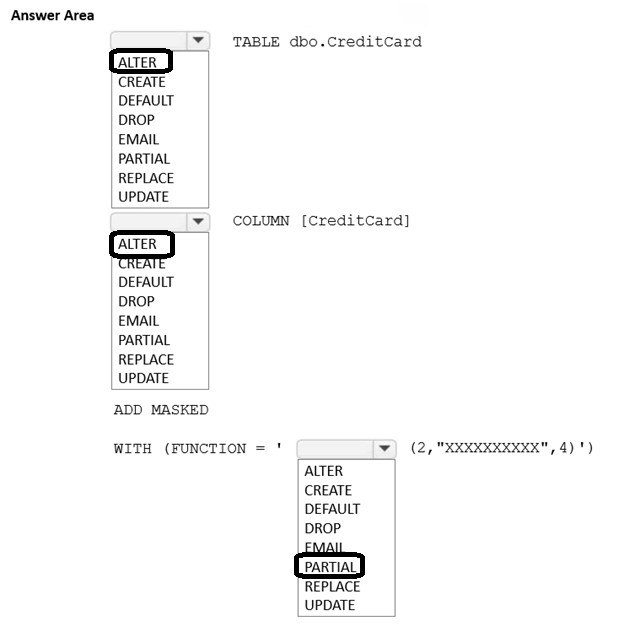 Answer Area
TABLE dbo.CreditCard
ALTER
CREATE
DEFAULT
DROP
EMAIL
PARTIAL
REPLACE
UPDATE
COLUMN [CreditCard]
ALTER
CREATE
DEFAULT
DROP
EMAIL
PARTIAL
REPLACE
UPDATE
ADD MASKED
WITH (FUNCTION = ' (2,"XXXXXXXXXX",4)')
ALTER
CREATE
DEFAULT
DROP
EMAIL
PARTIAL
REPLACE
UPDATE